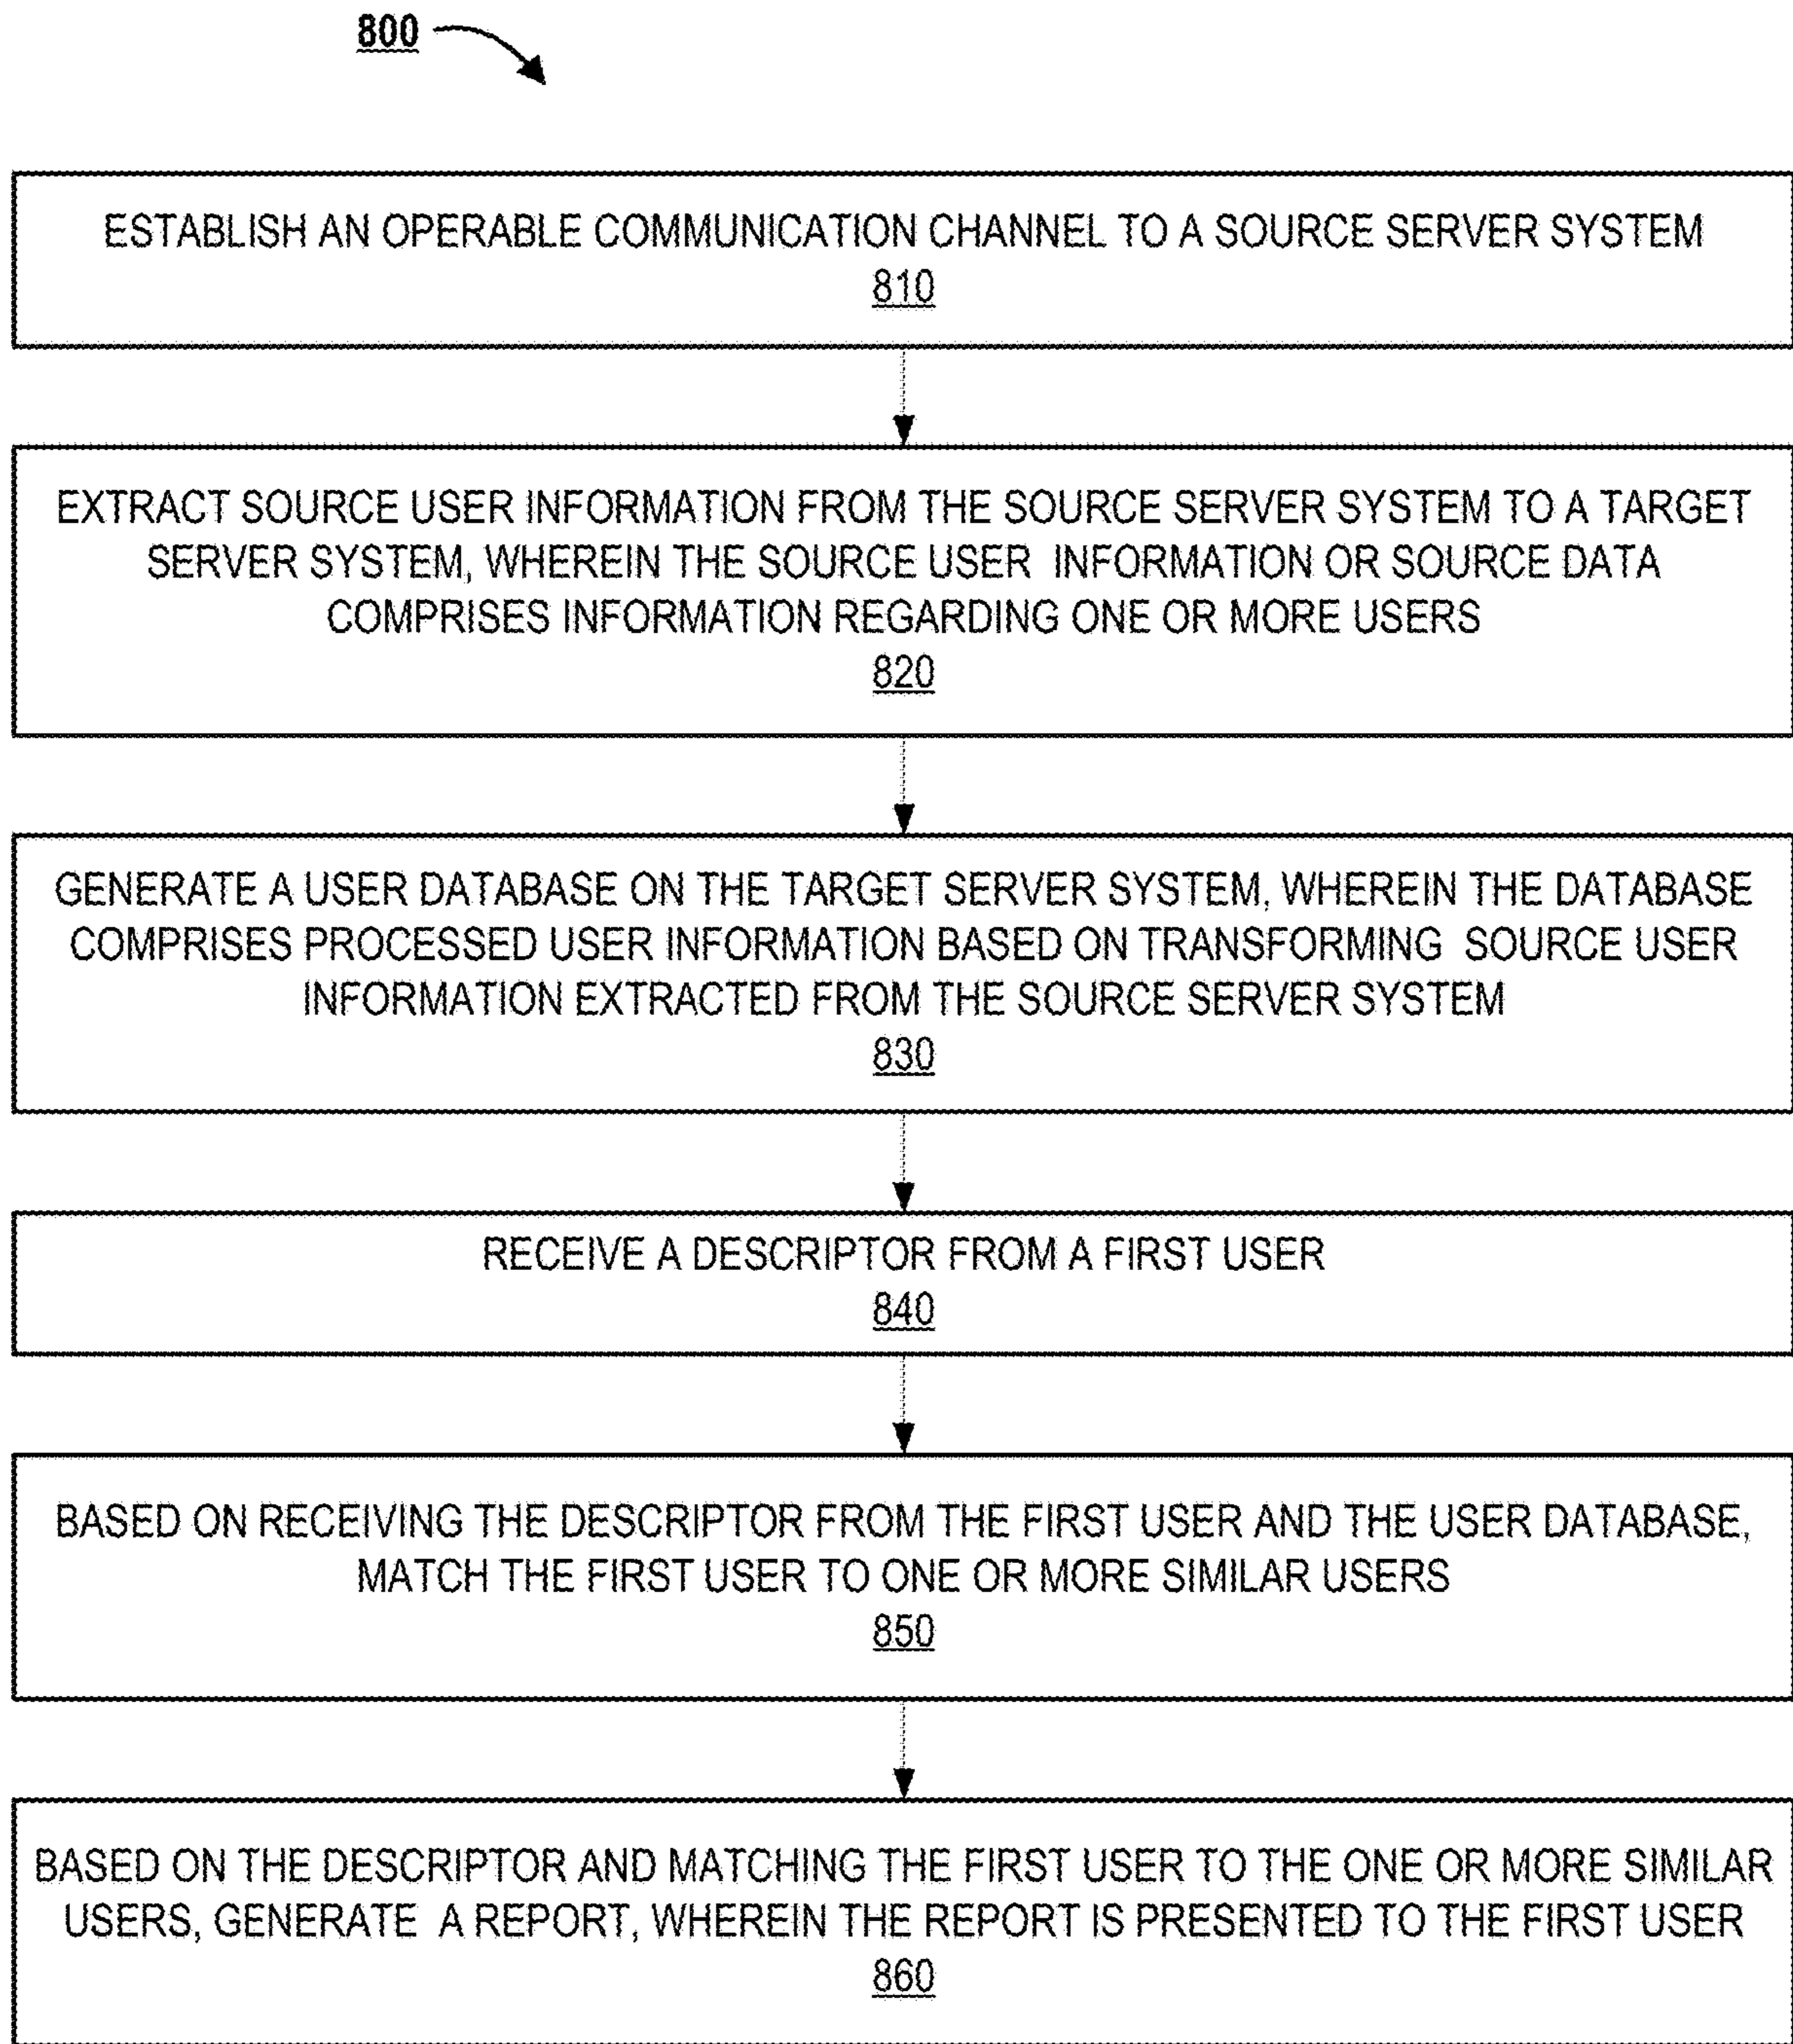 800
ESTABLISH AN OPERABLE COMMUNICATION CHANNEL TO A SOURCE SERVER SYSTEM
810
EXTRACT SOURCE USER INFORMATION FROM THE SOURCE SERVER SYSTEM TO A TARGET
SERVER SYSTEM, WHEREIN THE SOURCE USER INFORMATION OR SOURCE DATA
COMPRISES INFORMATION REGARDING ONE OR MORE USERS
820
GENERATE A USER DATABASE ON THE TARGET SERVER SYSTEM, WHEREIN THE DATABASE
COMPRISES PROCESSED USER INFORMATION BASED ON TRANSFORMING SOURCE USER
INFORMATION EXTRACTED FROM THE SOURCE SERVER SYSTEM
830
RECEIVE A DESCRIPTOR FROM A FIRST USER
840
BASED ON RECEIVING THE DESCRIPTOR FROM THE FIRST USER AND THE USER DATABASE,
MATCH THE FIRST USER TO ONE OR MORE SIMILAR USERS
850
BASED ON THE DESCRIPTOR AND MATCHING THE FIRST USER TO THE ONE OR MORE SIMILAR
USERS, GENERATE A REPORT, WHEREIN THE REPORT IS PRESENTED TO THE FIRST USER
860